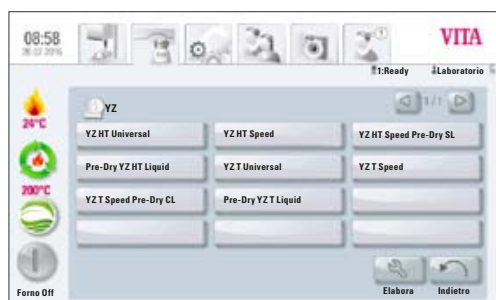 08:58
VITA
1:Ready
Laboratorio
YZ
1/1
24°C
YZ HT Universal
YZ HT Speed
YZ HT Speed Pre-Dry SL
Pre-Dry YZ HT Liquid
YZ T Universal
YZ T Speed
200°C
YZ T Speed Pre-Dry CL
Pre-Dry YZ T Liquid
Forno Off
Elabora
Indietro